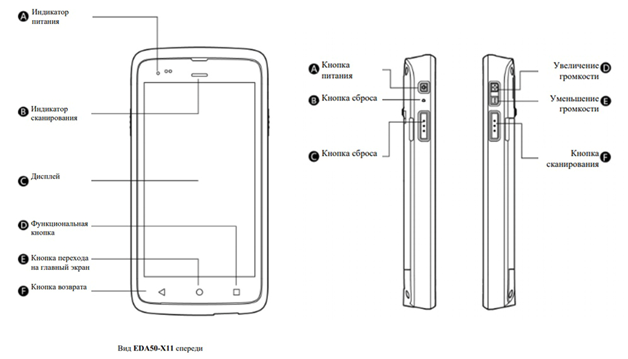 A Индикатор
питания
B Индикатор
сканирования
C Дисплей
D Функциональная
кнопка
E Кнопка перехода
на главный экран
F Кнопка возврата
Вид EDA50-X11 спереди
A Кнопка
питания
B Кнопка сброса
C Кнопка сброса
Увеличение D
громкости
Уменьшение E
громкости
Кнопка F
сканирования